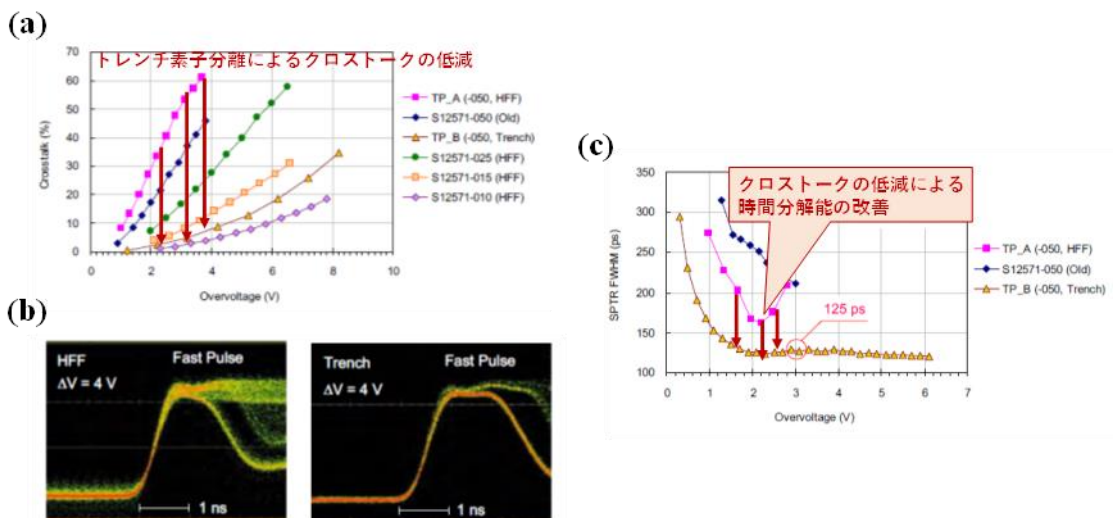 (a)
トレンチ素子分離によるクロストークの低減
70
60
50
40
30
20
10
0
Crosstalk (%)
0 2 4 6 8 10
Overvoltage (V)
TP_A (-050, HFF)
S12571-050 (Old)
TP_B (-050, Trench)
S12571-025 (HFF)
S12571-015 (HFF)
S12571-010 (HFF)
(b)
HFF
Fast Pulse
ΔV = 4 V
1 ns
Trench
Fast Pulse
ΔV = 4 V
1 ns
(c)
クロストークの低減による
時間分解能の改善
350
300
250
200
150
100
SPTR FWHM (ps)
125 ps
0 1 2 3 4 5 6 7
Overvoltage (V)
TP_A (-050, HFF)
S12571-050 (Old)
TP_B (-050, Trench)